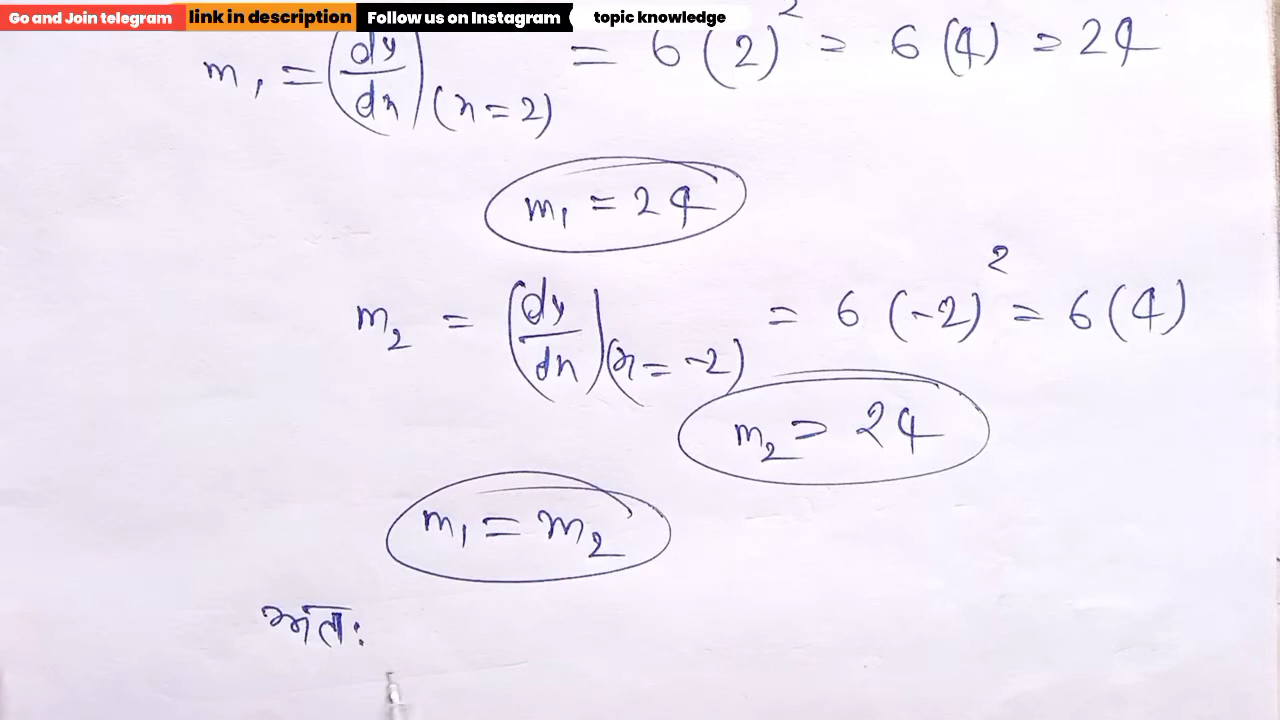 Go and Join telegram link in description Follow us on Instagram topic knowledge
m₁ = (dy/dx)(x=2) = 6(2)² = 6(4) = 24
m₁ = 24
m₂ = (dy/dx)(x=-2) = 6(-2)² = 6(4)
m₂ = 24
m₁ = m₂
अतः